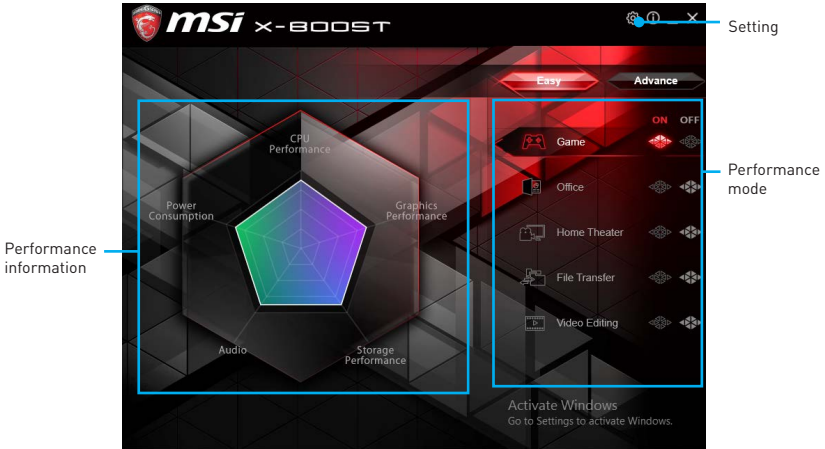 msi X-BOOST
Setting
Easy
Advance
ON OFF
Game
Office
Home Theater
File Transfer
Video Editing
Performance
mode
CPU
Performance
Power
Consumption
Graphics
Performance
Audio
Storage
Performance
Performance
information
Activate Windows
Go to Settings to activate Windows.